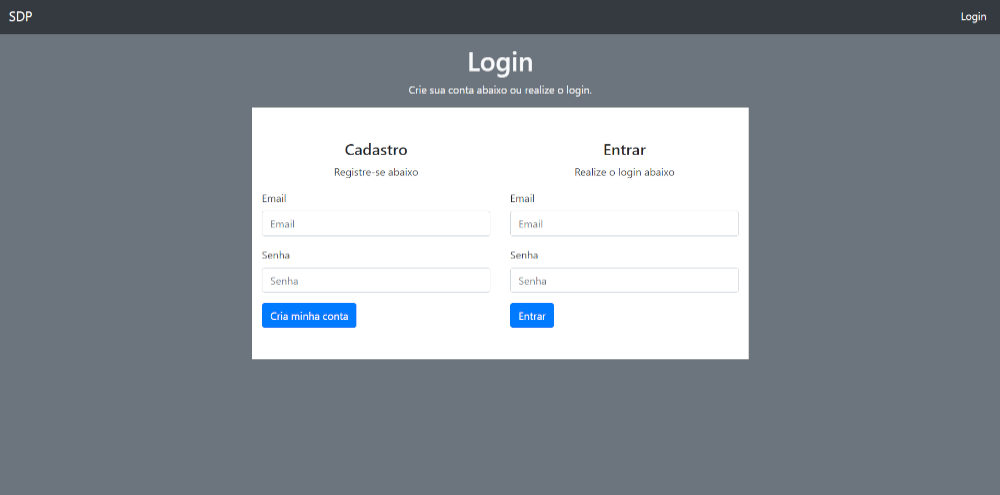 SDP
Login
Login
Crie sua conta abaixo ou realize o login.
Cadastro
Registre-se abaixo
Email
Email
Senha
Senha
Cria minha conta
Entrar
Realize o login abaixo
Email
Email
Senha
Senha
Entrar